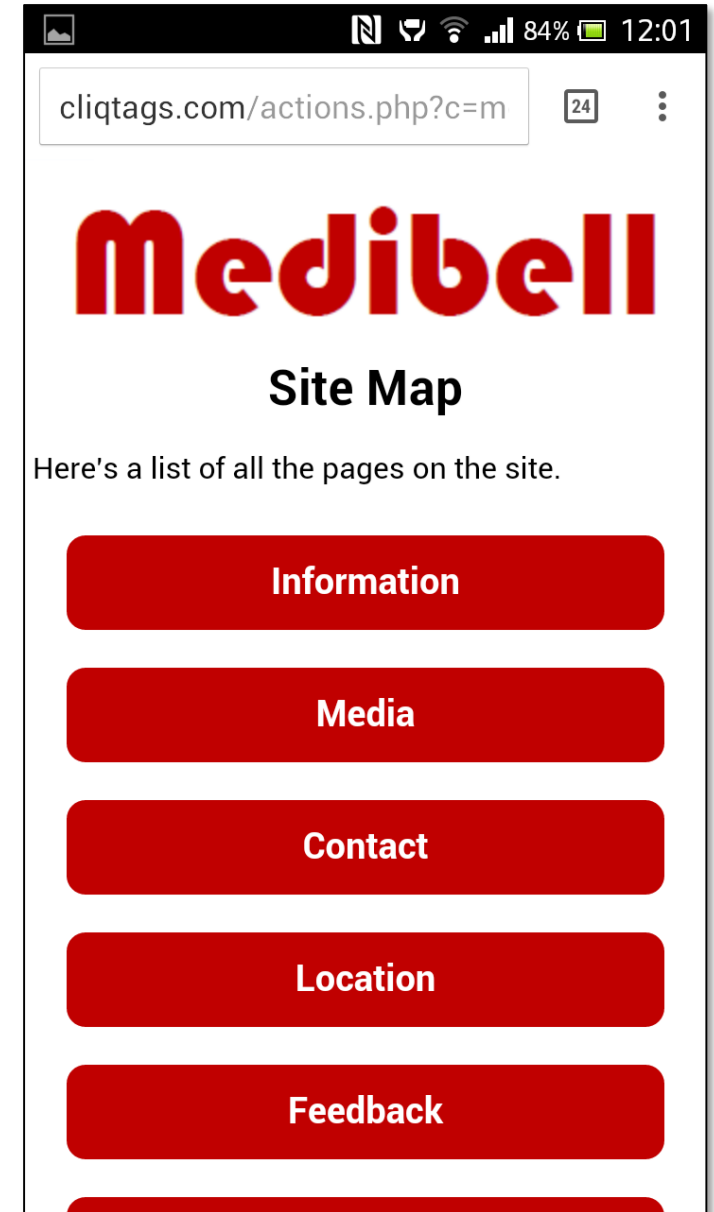 84% 12:01
cliqtags.com/actions.php?c=m 24
Medibell
Site Map
Here's a list of all the pages on the site.
Information
Media
Contact
Location
Feedback